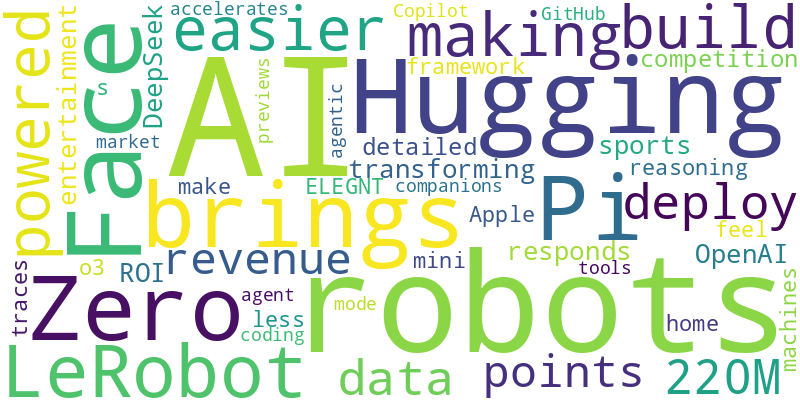 accelerates
Copilot
GitHub
powered
entertainment
Face
DeepSeek
easier
making
build
competition
framework
previews
AI
Hugging
s
market
agentic
detailed
sports
transforming
reasoning
make
ELEGNT
companions
brings
Apple
Pi
deploy
feel
responds
OpenAI
revenue
mini
tools
o3
ROI
traces
Zero
agent
mode
robots
home
machines
less
coding
LeRobot
data
points
220M